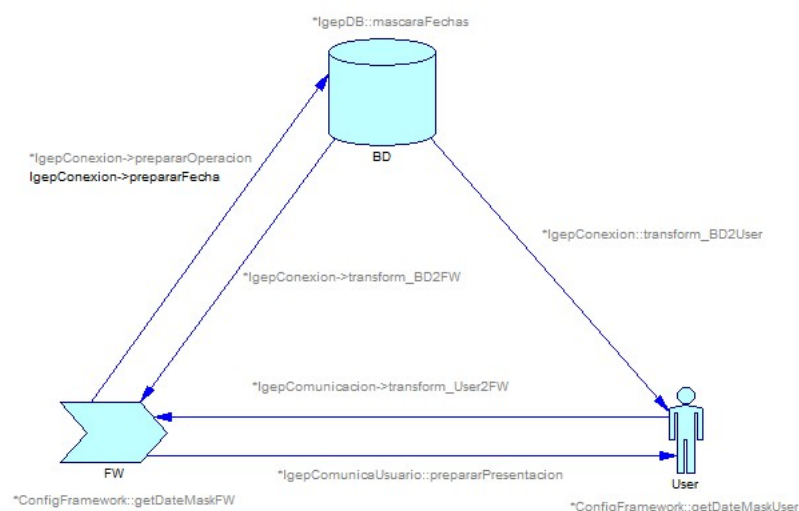 *IgepDB::mascaraFechas
*IgepConexion->prepararOperacion
IgepConexion->prepararFecha
BD
*IgepConexion::transform_BD2User
*IgepConexion->transform_BD2FW
*IgepComunicacion->transform_User2FW
FW
*IgepComunicaUsuario::prepararPresentacion
User
*ConfigFramework::getDateMaskFW
*ConfigFramework::getDateMaskUser